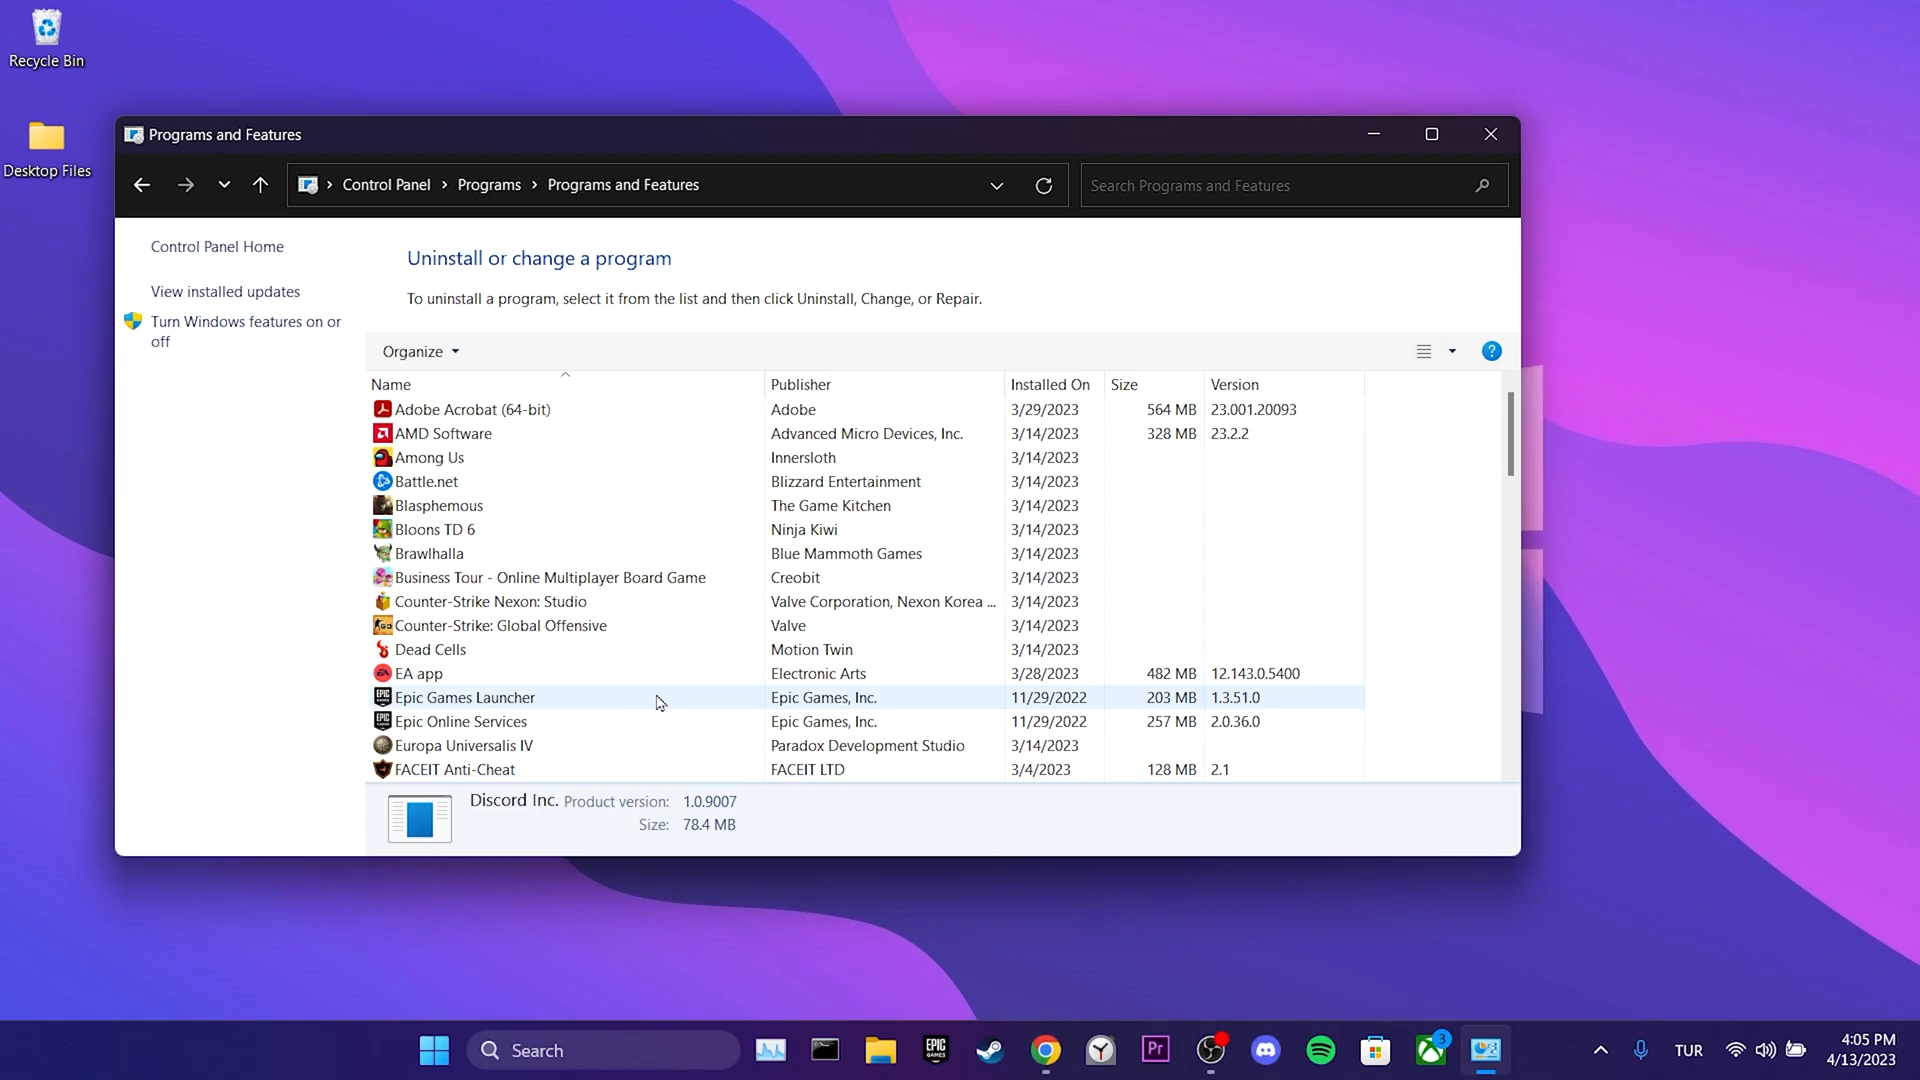 Recycle Bin
Desktop Files
Programs and Features
Control Panel > Programs > Programs and Features
Search Programs and Features
Control Panel Home
View installed updates
Turn Windows features on or
off
Uninstall or change a program
To uninstall a program, select it from the list and then click Uninstall, Change, or Repair.
Organize
Name Publisher Installed On Size Version
Adobe Acrobat (64-bit) Adobe 3/29/2023 564 MB 23.001.20093
AMD Software Advanced Micro Devices, Inc. 3/14/2023 328 MB 23.2.2
Among Us Innersloth 3/14/2023
Battle.net Blizzard Entertainment 3/14/2023
Blasphemous The Game Kitchen 3/14/2023
Bloons TD 6 Ninja Kiwi 3/14/2023
Brawlhalla Blue Mammoth Games 3/14/2023
Business Tour - Online Multiplayer Board Game Creobit 3/14/2023
Counter-Strike Nexon: Studio Valve Corporation, Nexon Korea ... 3/14/2023
Counter-Strike: Global Offensive Valve 3/14/2023
Dead Cells Motion Twin 3/14/2023
EA app Electronic Arts 3/28/2023 482 MB 12.143.0.5400
Epic Games Launcher Epic Games, Inc. 11/29/2022 203 MB 1.3.51.0
Epic Online Services Epic Games, Inc. 11/29/2022 257 MB 2.0.36.0
Europa Universalis IV Paradox Development Studio 3/14/2023
FACEIT Anti-Cheat FACEIT LTD 3/4/2023 128 MB 2.1
Discord Inc. Product version: 1.0.9007
Size: 78.4 MB
Search
EPIC GAMES
Pr
3
TUR
4:05 PM
4/13/2023